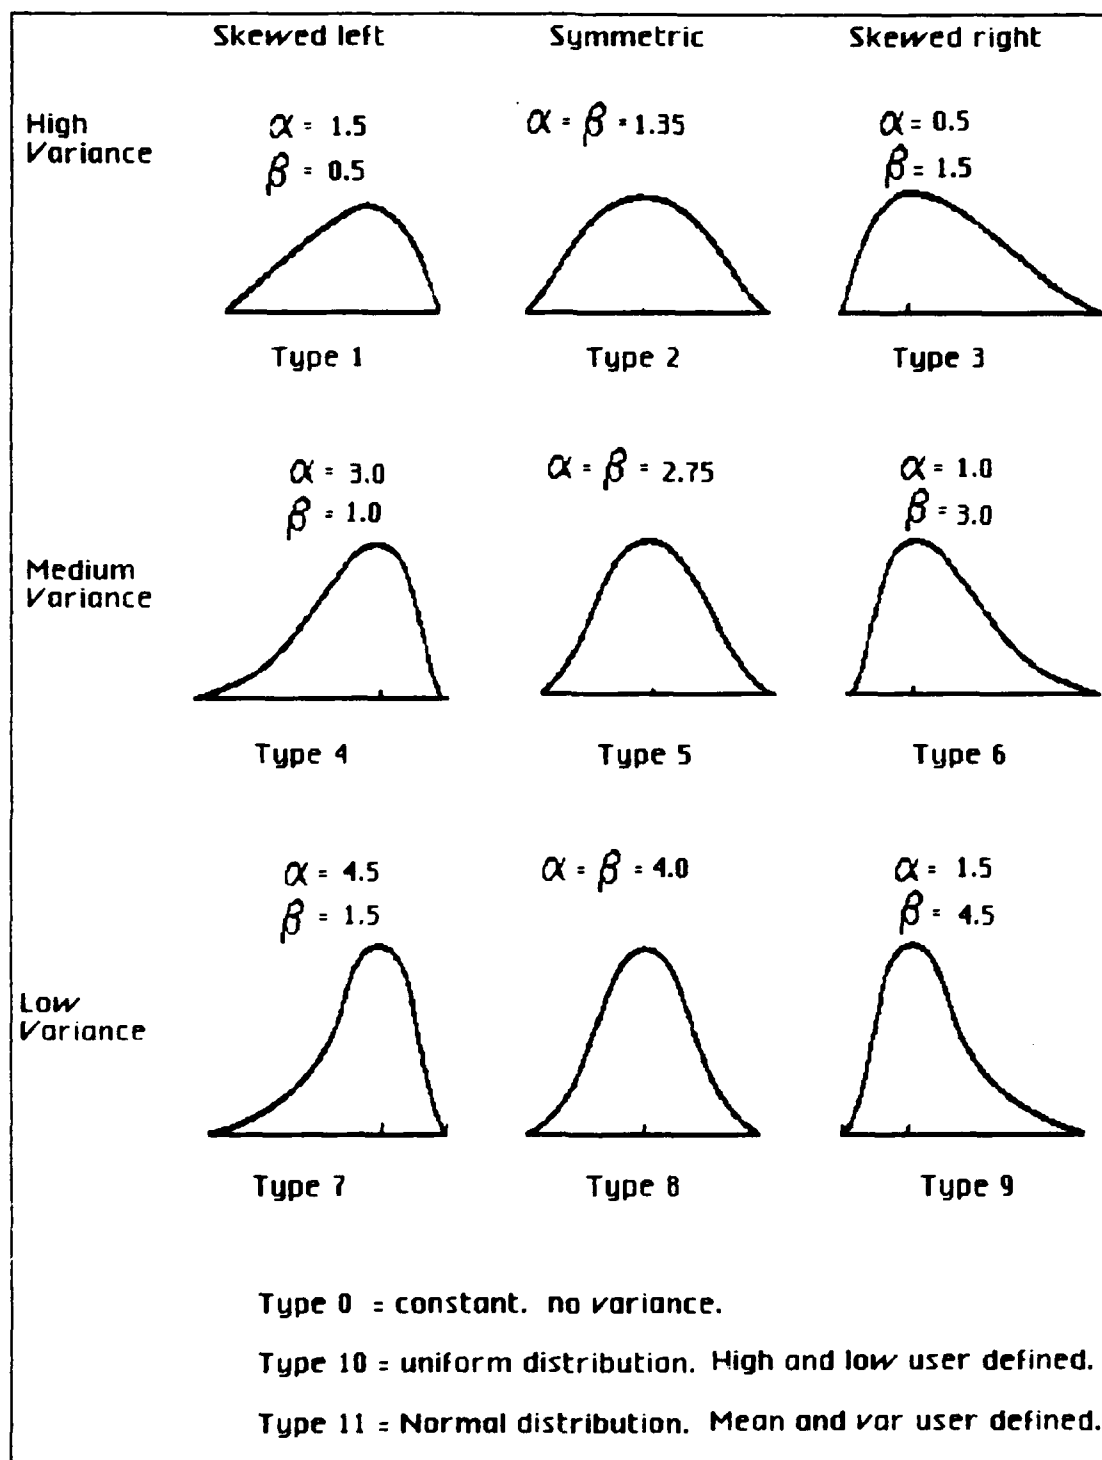 Skewed left Symmetric Skewed right
High
Variance
α = 1.5
β = 0.5
α = β = 1.35
α = 0.5
β = 1.5
Type 1 Type 2 Type 3
Medium
Variance
α = 3.0
β = 1.0
α = β = 2.75
α = 1.0
β = 3.0
Type 4 Type 5 Type 6
Low
Variance
α = 4.5
β = 1.5
α = β = 4.0
α = 1.5
β = 4.5
Type 7 Type 8 Type 9
Type 0 = constant. no variance.
Type 10 = uniform distribution. High and low user defined.
Type 11 = Normal distribution. Mean and var user defined.